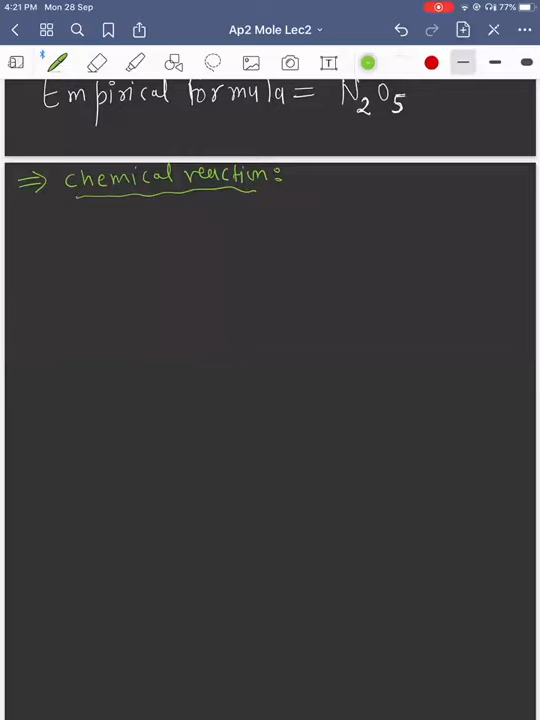 4:21 PM Mon 28 Sep 77%
Ap2 Mole Lec2
T
Empirical formula = N₂O₅
⇒ chemical reaction: